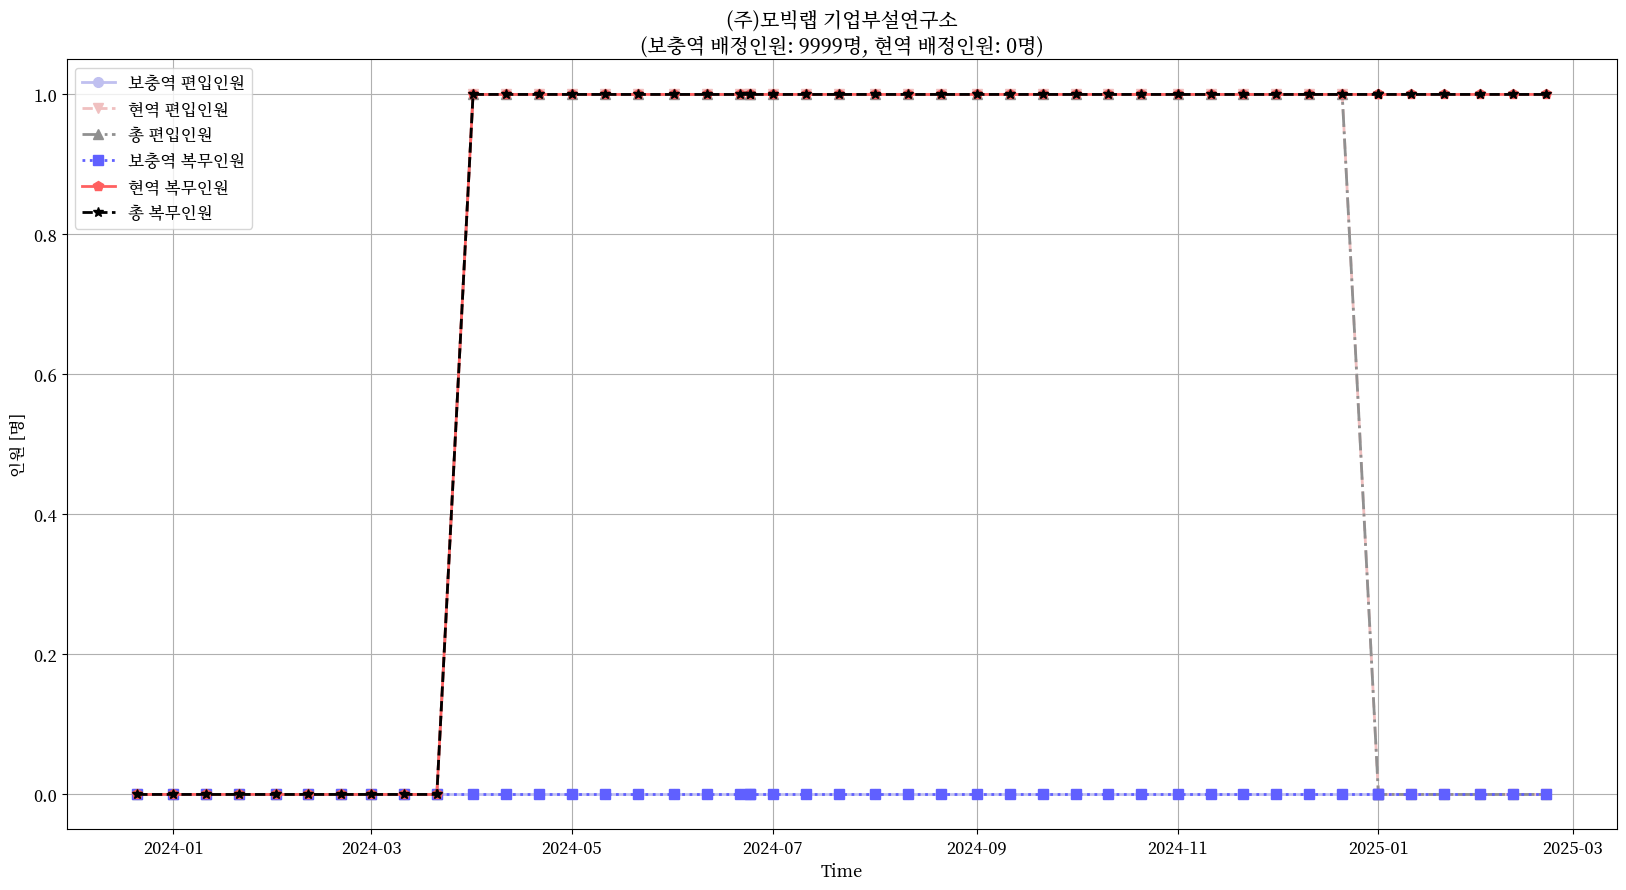 (주)모빅랩 기업부설연구소
(보충역 배정인원: 9999명, 현역 배정인원: 0명)
보충역 편입인원
현역 편입인원
총 편입인원
보충역 복무인원
현역 복무인원
총 복무인원
인원 [명]
1.0
0.8
0.6
0.4
0.2
0.0
2024-01
2024-03
2024-05
2024-07
2024-09
2024-11
2025-01
2025-03
Time